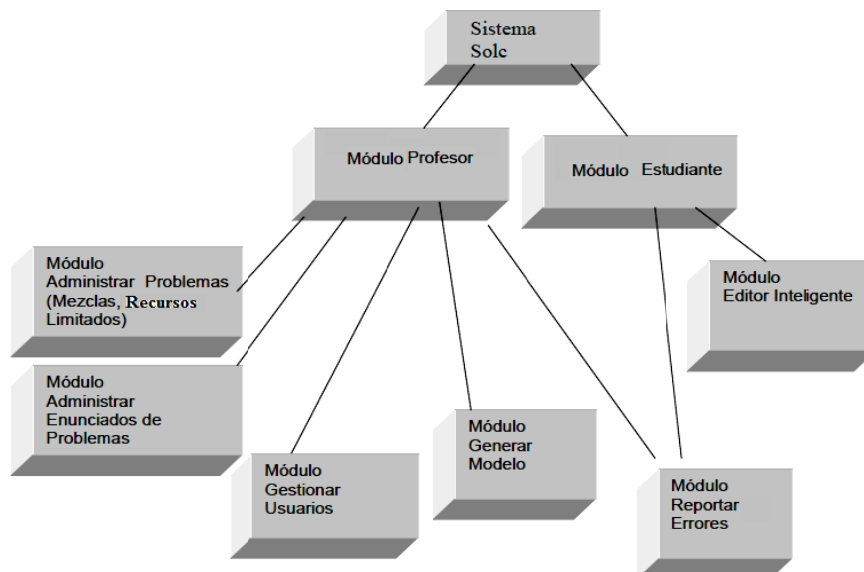 Sistema
Solc
Módulo Profesor
Módulo Estudiante
Módulo
Administrar Problemas
(Mezclas, Recursos
Limitados)
Módulo
Editor Inteligente
Módulo
Administrar
Enunciados de
Problemas
Módulo
Generar
Modelo
Módulo
Gestionar
Usuarios
Módulo
Reportar
Errores